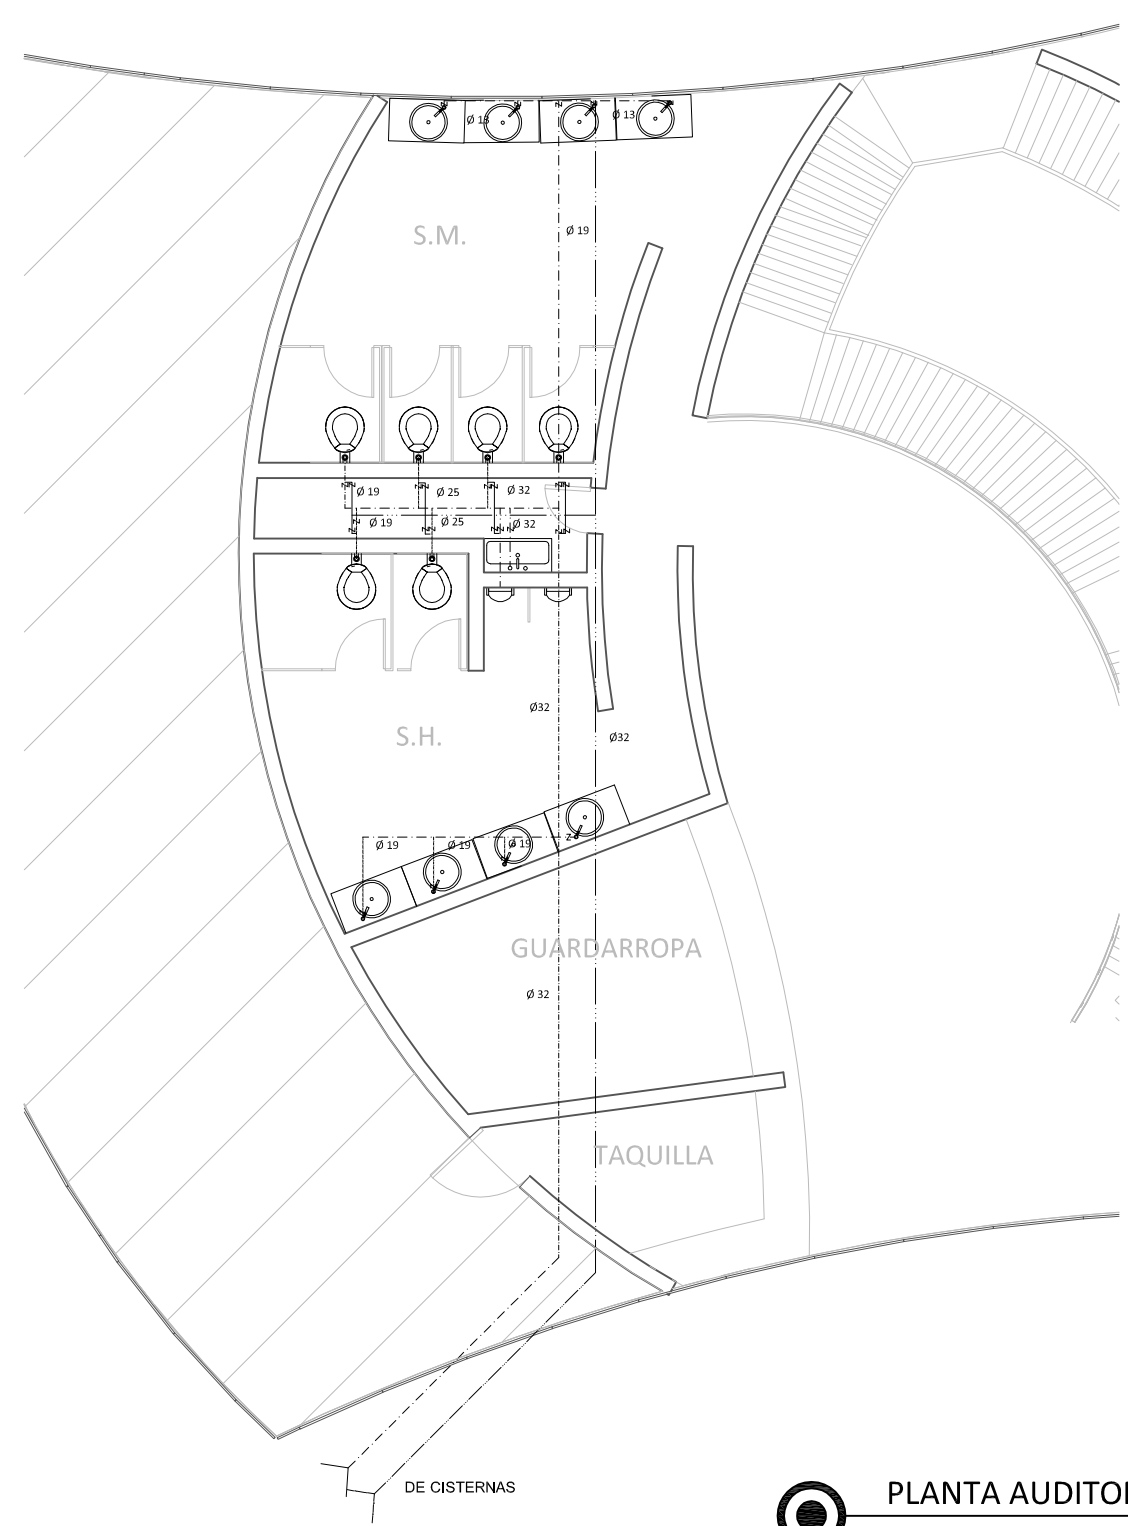 Ø 13
Ø 13
Ø 19
S.M.
Ø 19
Ø 25
Ø 32
Ø 19
Ø 25
Ø 32
Ø32
S.H.
Ø32
Ø 19
Ø 19
Ø 19
GUARDARROPA
Ø 32
TAQUILLA
DE CISTERNAS
PLANTA AUDITO